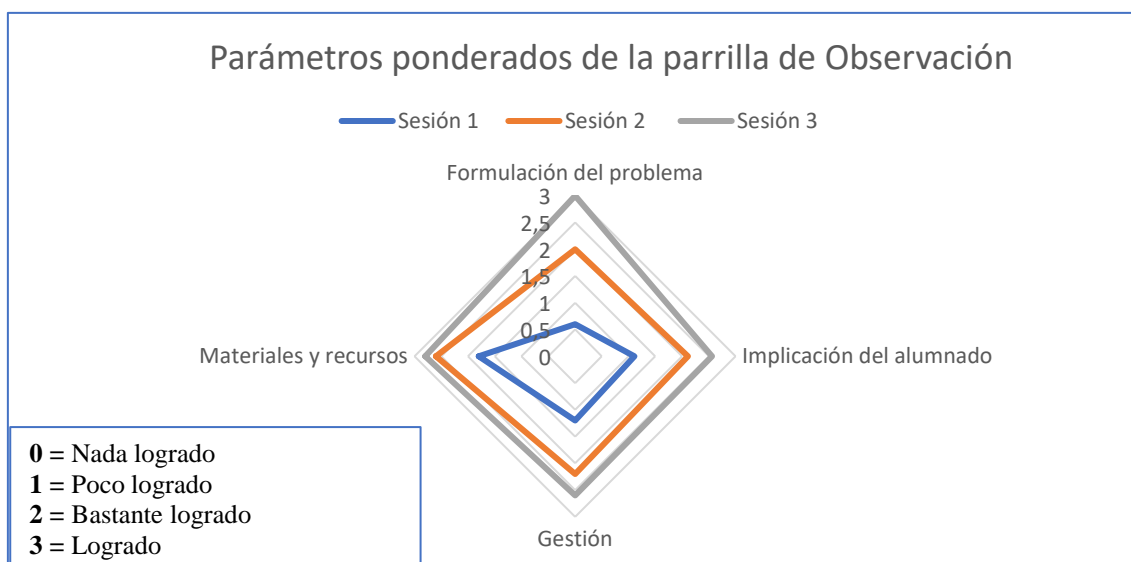 Parámetros ponderados de la parrilla de Observación
Sesión 1 Sesión 2 Sesión 3
Formulación del problema
3
2,5
2
1,5
1
0,5
0
Materiales y recursos
Implicación del alumnado
Gestión
0 = Nada logrado
1 = Poco logrado
2 = Bastante logrado
3 = Logrado